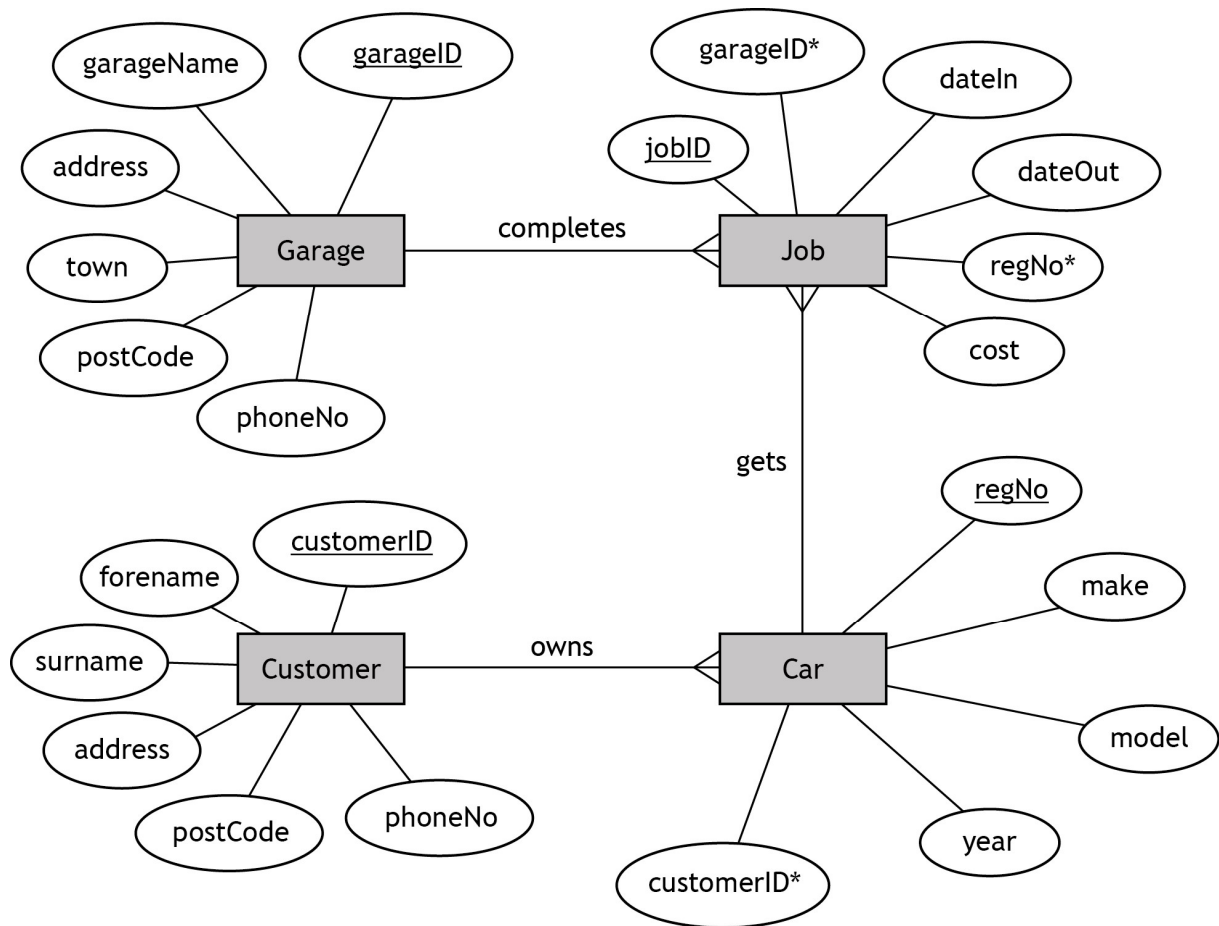 garageName
garageID
address
town
postCode
phoneNo
Garage
completes
garageID*
dateIn
jobID
dateOut
Job
regNo*
cost
gets
customerID
forename
surname
address
postCode
phoneNo
Customer
owns
regNo
make
Car
model
year
customerID*